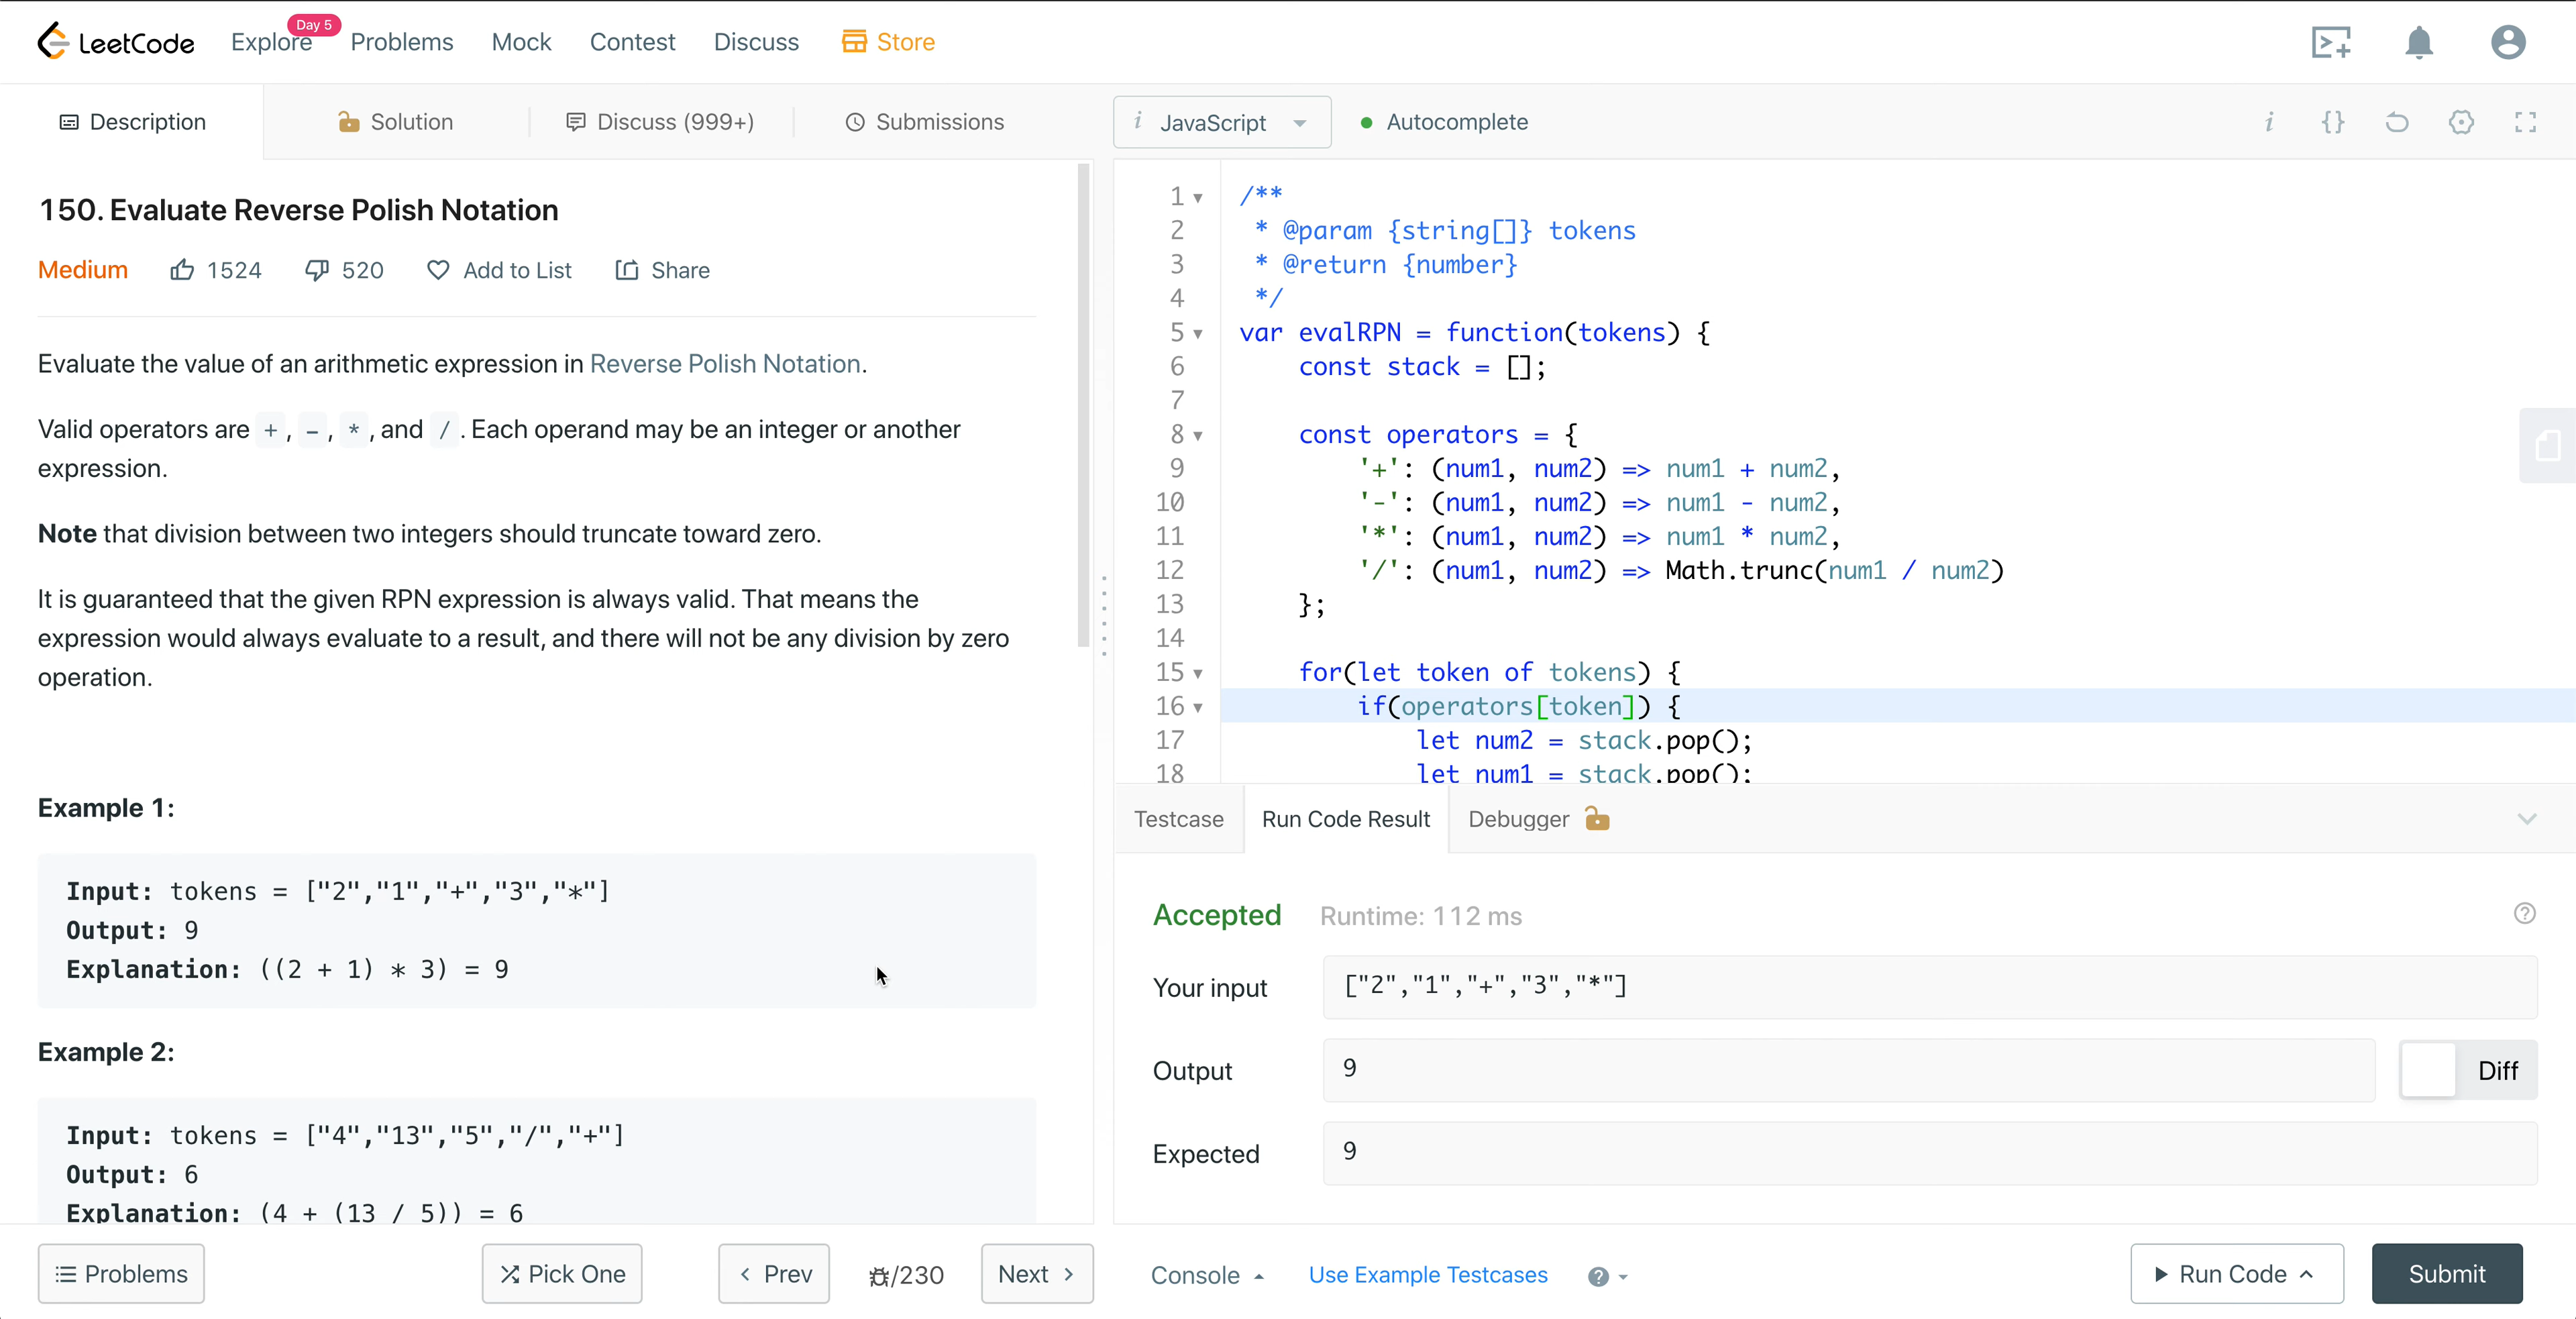 LeetCode
Explore
Day 5
Problems
Mock
Contest
Discuss
Store
Description
Solution
Discuss (999+)
Submissions
150. Evaluate Reverse Polish Notation
Medium
1524
520
Add to List
Share
Evaluate the value of an arithmetic expression in Reverse Polish Notation.
Valid operators are +, -, *, and /. Each operand may be an integer or another
expression.
Note that division between two integers should truncate toward zero.
It is guaranteed that the given RPN expression is always valid. That means the
expression would always evaluate to a result, and there will not be any division by zero
operation.
Example 1:
Input: tokens = ["2","1","+","3","*"]
Output: 9
Explanation: ((2 + 1) * 3) = 9
Example 2:
Input: tokens = ["4","13","5","/","+"]
Output: 6
Explanation: (4 + (13 / 5)) = 6
Problems
Pick One
Prev
/230
Next
i JavaScript
Autocomplete
i {}
1 /**
2 * @param {string[]} tokens
3 * @return {number}
4 */
5 var evalRPN = function(tokens) {
6 const stack = [];
7
8 const operators = {
9 '+': (num1, num2) => num1 + num2,
10 '-': (num1, num2) => num1 - num2,
11 '*': (num1, num2) => num1 * num2,
12 '/': (num1, num2) => Math.trunc(num1 / num2)
13 };
14
15 for(let token of tokens) {
16 if(operators[token]) {
17 let num2 = stack.pop();
18 let num1 = stack.pop();
Testcase
Run Code Result
Debugger
Accepted
Runtime: 112 ms
Your input
["2","1","+","3","*"]
Output
9
Diff
Expected
9
Console
Use Example Testcases
Run Code
Submit